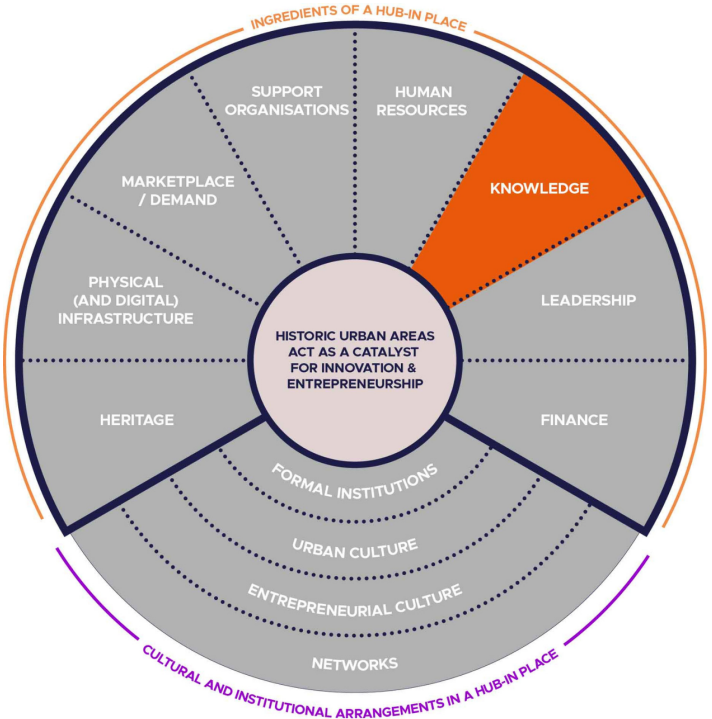 INGREDIENTS OF A HUB-IN PLACE
SUPPORT
ORGANISATIONS
HUMAN
RESOURCES
MARKETPLACE
/ DEMAND
KNOWLEDGE
PHYSICAL
(AND DIGITAL)
INFRASTRUCTURE
LEADERSHIP
HISTORIC URBAN AREAS
ACT AS A CATALYST
FOR INNOVATION &
ENTREPRENEURSHIP
HERITAGE
FINANCE
FORMAL INSTITUTIONS
URBAN CULTURE
ENTREPRENEURIAL CULTURE
NETWORKS
CULTURAL AND INSTITUTIONAL ARRANGEMENTS IN A HUB-IN PLACE